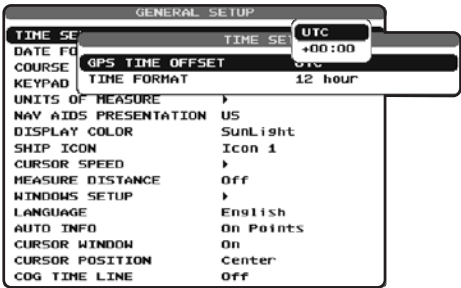 GENERAL SETUP
TIME SE
TIME SE
UTC
+00:00
DATE FO
GPS TIME OFFSET
COURSE
TIME FORMAT 12 hour
KEYPAD
UNITS OF MEASURE
NAV AIDS PRESENTATION US
DISPLAY COLOR SunLight
SHIP ICON Icon 1
CURSOR SPEED
MEASURE DISTANCE Off
WINDOWS SETUP
LANGUAGE English
AUTO INFO On Points
CURSOR WINDOW On
CURSOR POSITION Center
COG TIME LINE Off